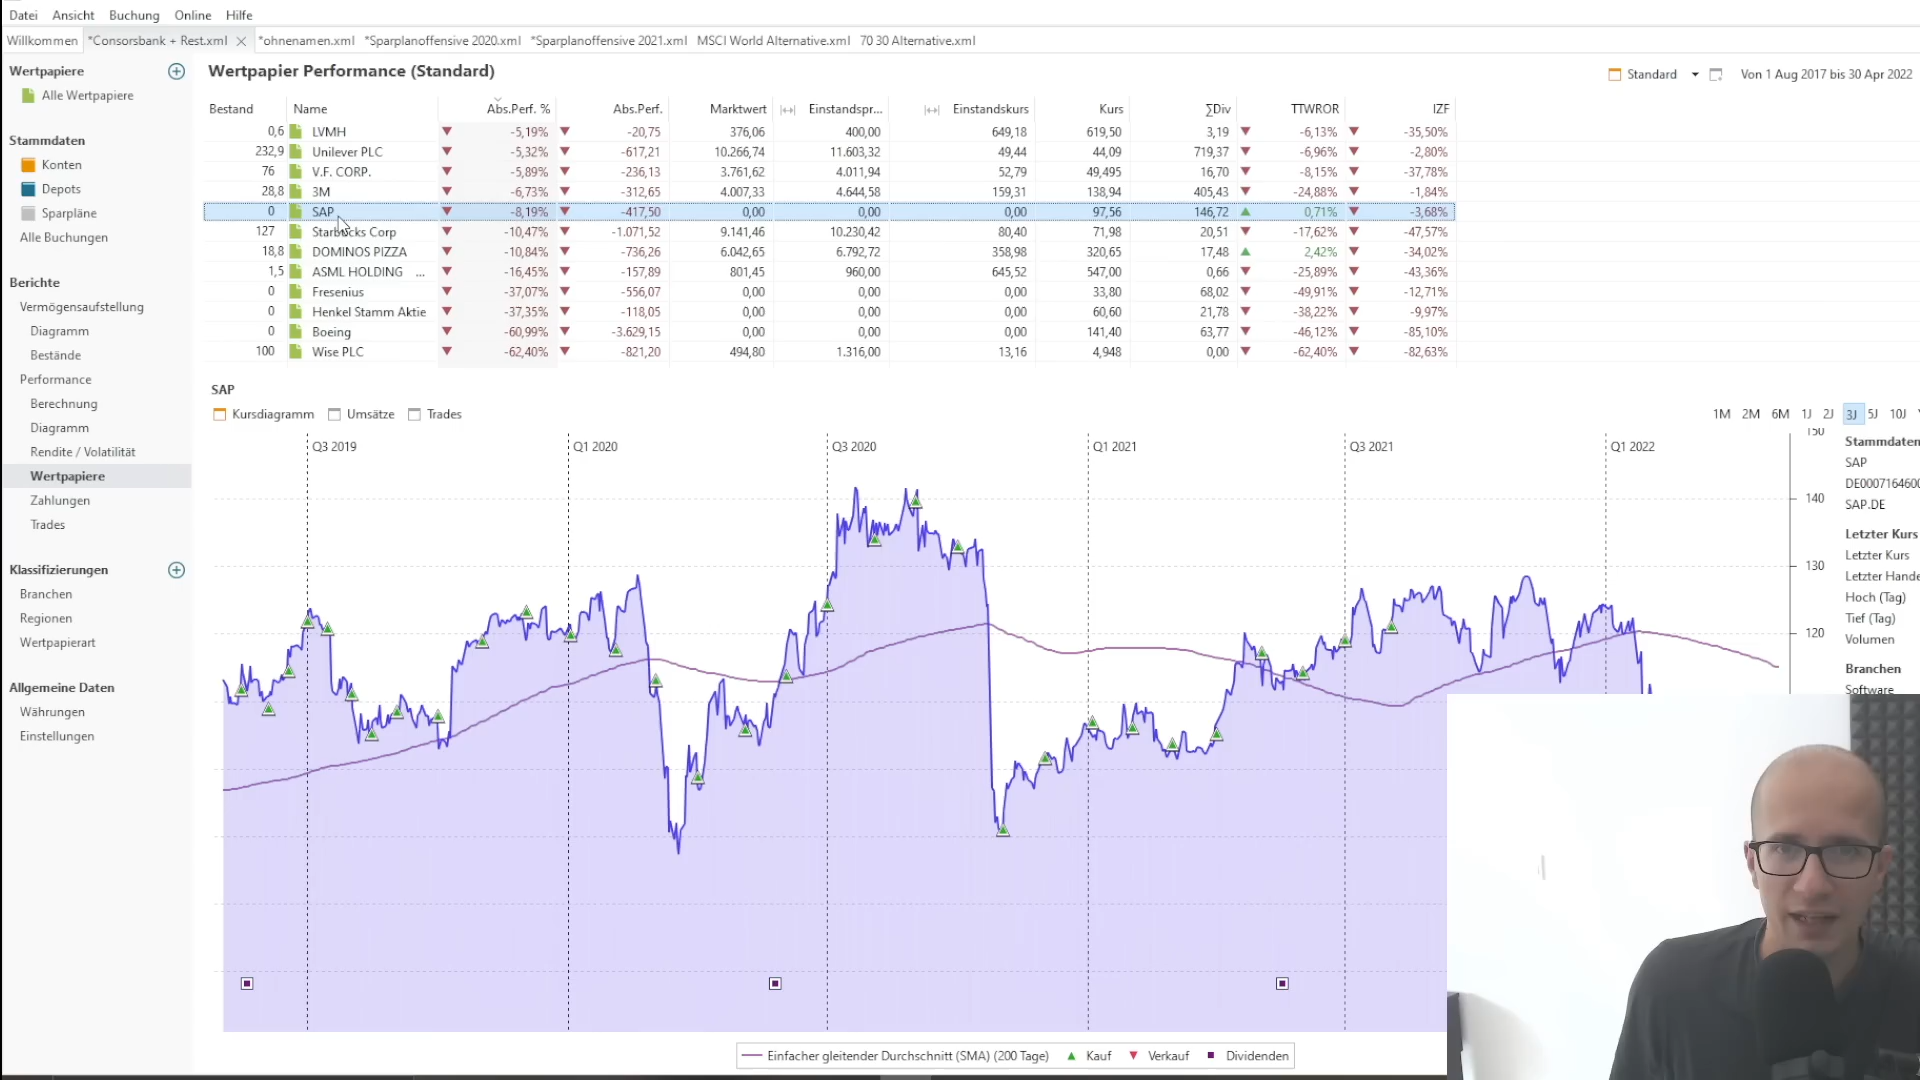 Datei Ansicht Buchung Online Hilfe
Willkommen *Consorsbank + Rest.xml *ohnenamen.xml *Sparplanoffensive 2020.xml *Sparplanoffensive 2021.xml MSCI World Alternative.xml 70 30 Alternative.xml
Wertpapiere
Alle Wertpapiere
Stammdaten
Konten
Depots
Sparpläne
Alle Buchungen
Berichte
Vermögensaufstellung
Diagramm
Bestände
Performance
Berechnung
Diagramm
Rendite / Volatilität
Wertpapiere
Zahlungen
Trades
Klassifizierungen
Branchen
Regionen
Wertpapierart
Allgemeine Daten
Währungen
Einstellungen
Wertpapier Performance (Standard)
Standard Von 1 Aug 2017 bis 30 Apr 2022
Bestand Name Abs.Perf. % Abs.Perf. Marktwert Einstandspr... Einstandskurs Kurs ∑Div TTWROR IZF
0,6 LVMH -5,19% -20,75 376,06 400,00 649,18 619,50 3,19 -6,13% -35,50%
232,9 Unilever PLC -5,32% -617,21 10.266,74 11.603,32 49,44 44,09 719,37 -6,96% -2,80%
76 V.F. CORP. -5,89% -236,13 3.761,62 4.011,94 52,79 49,495 16,70 -8,15% -37,78%
28,8 3M -6,73% -312,65 4.007,33 4.644,58 159,31 138,94 405,43 -24,88% -1,84%
0 SAP -8,19% -417,50 0,00 0,00 0,00 97,56 146,72 0,71% -3,68%
127 Starbucks Corp -10,47% -1.071,52 9.141,46 10.230,42 80,40 71,98 20,51 -17,62% -47,57%
18,8 DOMINOS PIZZA -10,84% -736,26 6.042,65 6.792,72 358,98 320,65 17,48 2,42% -34,02%
1,5 ASML HOLDING ... -16,45% -157,89 801,45 960,00 645,52 547,00 0,66 -25,89% -43,36%
0 Fresenius -37,07% -556,07 0,00 0,00 0,00 33,80 68,02 -49,91% -12,71%
0 Henkel Stamm Aktie -37,35% -118,05 0,00 0,00 0,00 60,60 21,78 -38,22% -9,97%
0 Boeing -60,99% -3.629,15 0,00 0,00 0,00 141,40 63,77 -46,12% -85,10%
100 Wise PLC -62,40% -821,20 494,80 1.316,00 13,16 4,948 0,00 -62,40% -82,63%
SAP
Kursdiagramm Umsätze Trades
1M 2M 6M 1J 2J 3J 5J 10J
Q3 2019 Q1 2020 Q3 2020 Q1 2021 Q3 2021 Q1 2022
150
140
130
120
Stammdaten
SAP
DE0007164600
SAP.DE
Letzter Kurs
Letzter Kurs
Letzter Hande
Hoch (Tag)
Tief (Tag)
Volumen
Branchen
Software
Einfacher gleitender Durchschnitt (SMA) (200 Tage) Kauf Verkauf Dividenden